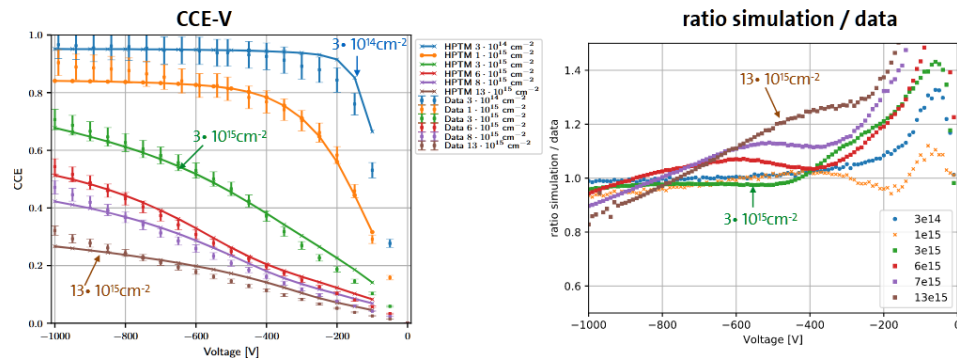 CCE-V
ratio simulation / data
1.0
0.8
0.6
0.4
0.2
0.0
CCE
−1000
−800
−600
−400
−200
0
Voltage [V]
3•10¹⁴cm⁻²
3•10¹⁵cm⁻²
13•10¹⁵cm⁻²
HPTM 3 · 10¹⁴ cm⁻²
HPTM 1 · 10¹⁵ cm⁻²
HPTM 3 · 10¹⁵ cm⁻²
HPTM 6 · 10¹⁵ cm⁻²
HPTM 8 · 10¹⁵ cm⁻²
HPTM 13 · 10¹⁵ cm⁻²
Data 3 · 10¹⁴ cm⁻²
Data 1 · 10¹⁵ cm⁻²
Data 3 · 10¹⁵ cm⁻²
Data 6 · 10¹⁵ cm⁻²
Data 8 · 10¹⁵ cm⁻²
Data 13 · 10¹⁵ cm⁻²
1.4
1.2
1.0
0.8
0.6
ratio simulation / data
−1000
−800
−600
−400
−200
0
Voltage [V]
13•10¹⁵cm⁻²
3•10¹⁵cm⁻²
3e14
1e15
3e15
6e15
7e15
13e15